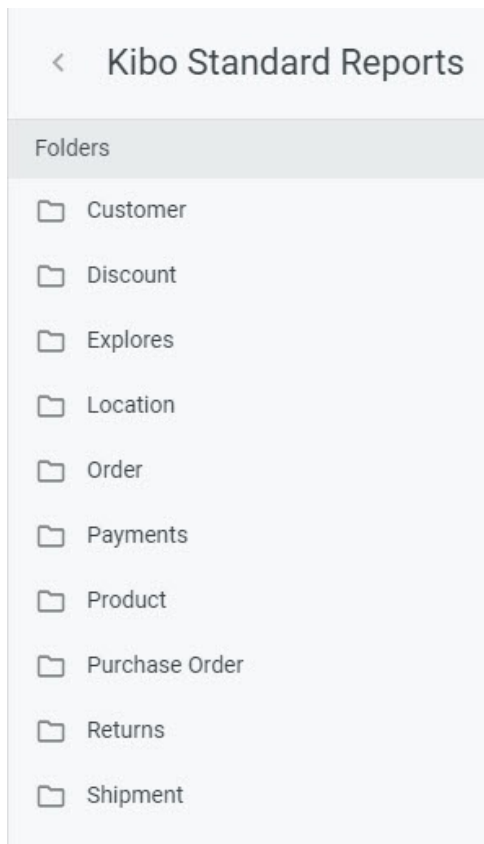 Kibo Standard Reports
Folders
Customer
Discount
Explores
Location
Order
Payments
Product
Purchase Order
Returns
Shipment